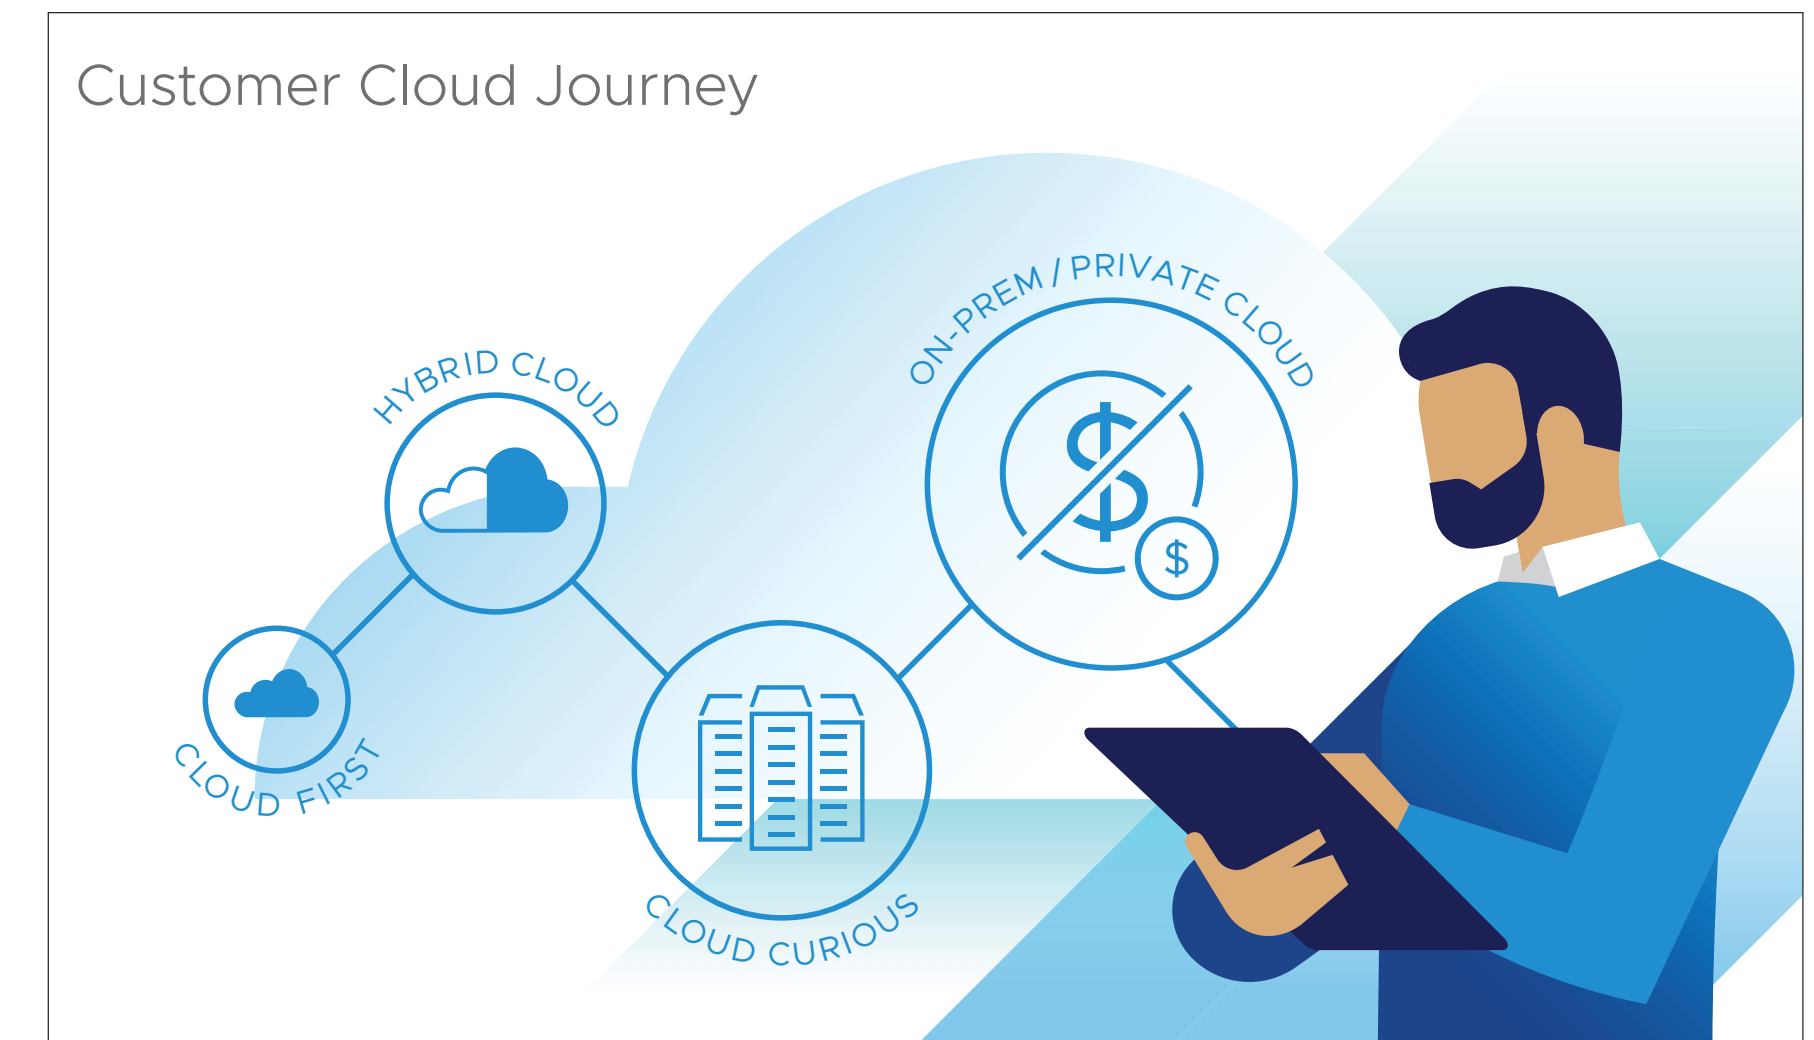 Customer Cloud Journey
ON-PREM / PRIVATE CLOUD
HYBRID CLOUD
$
$
CLOUD FIRST
CLOUD CURIOUS